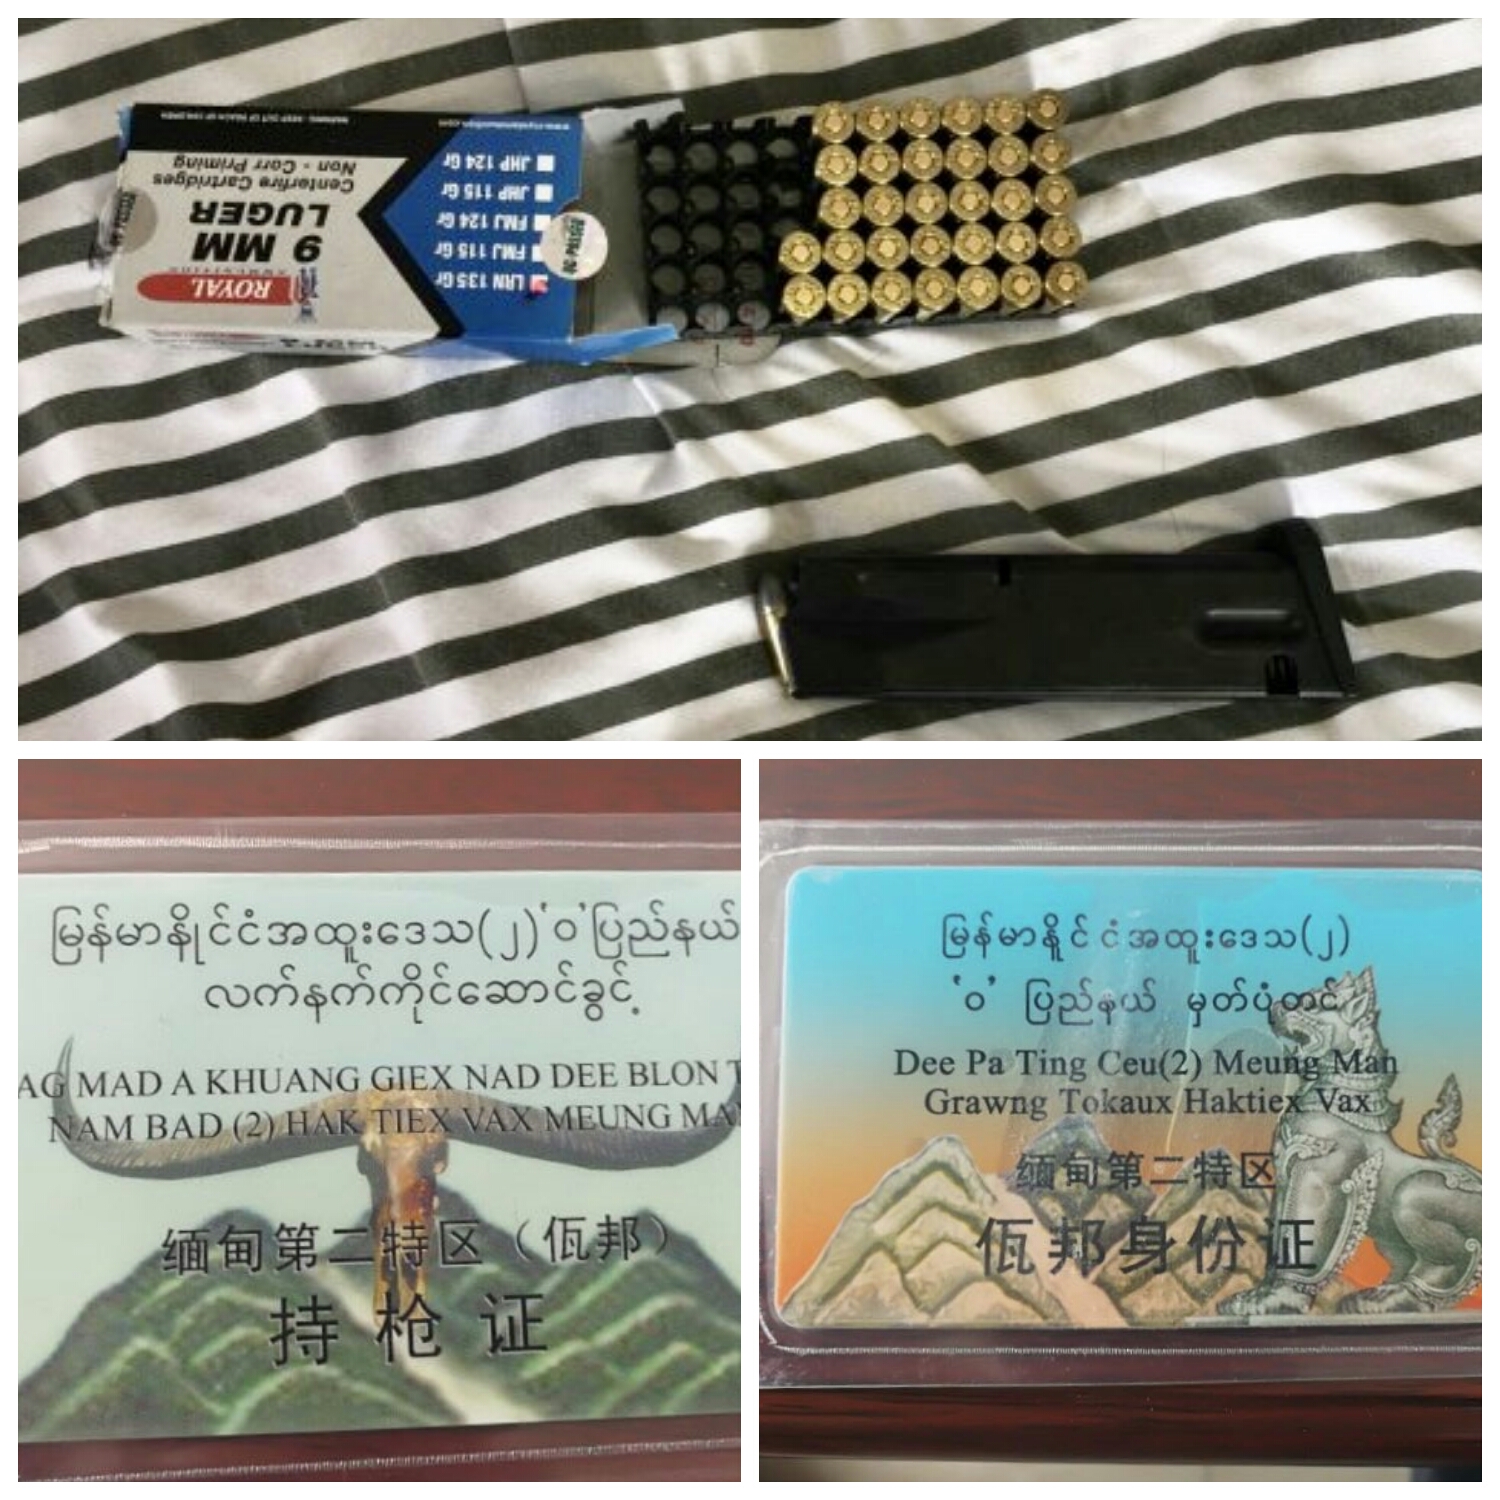 ROYAL
AMMUNITION
9 MM
LUGER
Centerfire Cartridges
Non - Corr Priming
LRN 135 Gr
FMJ 115 Gr
FMJ 124 Gr
JHP 115 Gr
JHP 124 Gr
မြန်မာနိုင်ငံအထူးဒေသ(၂)'ဝ'ပြည်နယ်
လက်နက်ကိုင်ဆောင်ခွင့်
AG MAD A KHUANG GIEX NAD DEE BLON T
NAM BAD (2) HAK TIEX VAX MEUNG MAN
缅甸第二特区（佤邦）
持枪证
မြန်မာနိူင်ငံအထူးဒေသ(၂)
'ဝ' ပြည်နယ် မှတ်ပုံတင်
Dee Pa Ting Ceu(2) Meung Man
Grawng Tokaux Haktiex Vax
缅甸第二特区
佤邦身份证